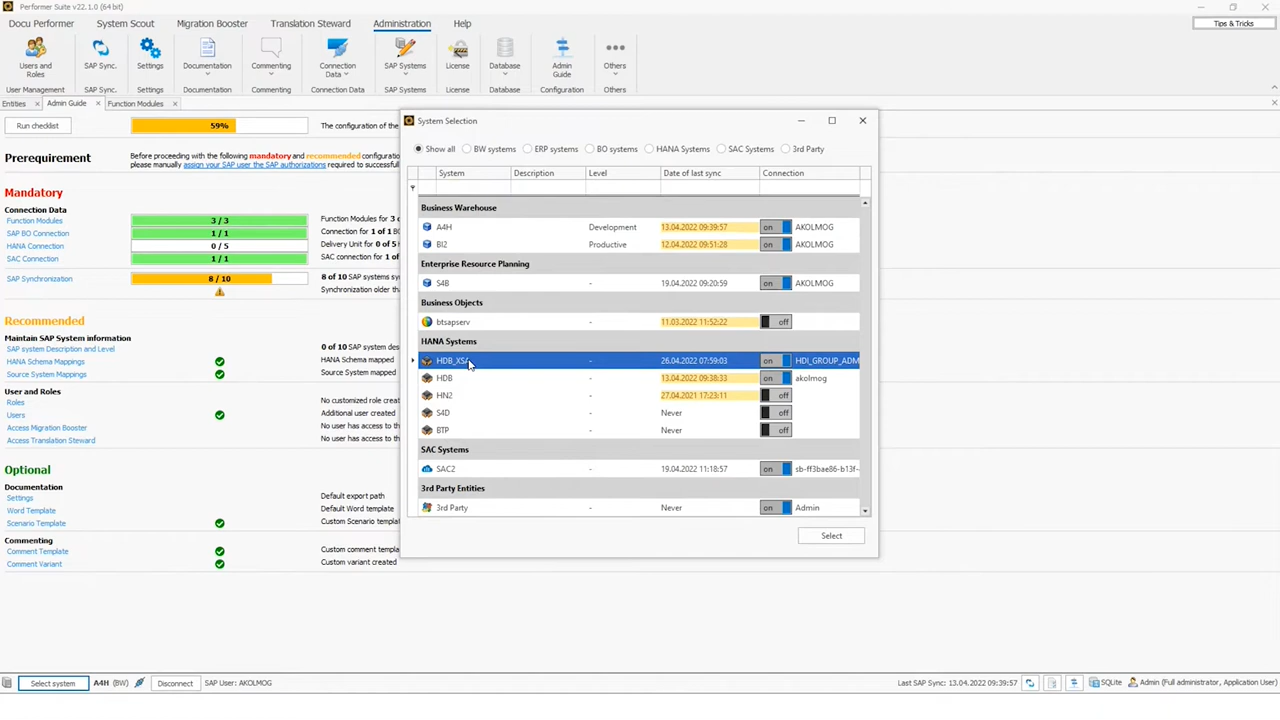 Performer Suite v22.1.0 (64 bit)
Docu Performer System Scout Migration Booster Translation Steward Administration Help Tips & Tricks
Users and Roles SAP Sync. Settings Documentation Commenting Connection Data SAP Systems License Database Admin Guide Others
User Management SAP Sync. Settings Documentation Commenting Connection Data SAP Systems License Database Configuration Others
Entities Admin Guide Function Modules
Run checklist 59% The configuration of the
Prerequirement Before proceeding with the following mandatory and recommended configurat
please manually assign your SAP user the SAP authorizations required to successful
Mandatory
Connection Data
Function Modules 3 / 3 Function Modules for 3 o
SAP BO Connection 1 / 1 Connection for 1 of 1 BO
HANA Connection 0 / 5 Delivery Unit for 0 of 5 H
SAC Connection 1 / 1 SAC connection for 1 of
SAP Synchronization 8 / 10 8 of 10 SAP systems sy
Synchronization older tha
Recommended
Maintain SAP System information
SAP system Description and Level 0 of 10 SAP system des
HANA Schema Mappings HANA Schema mapped
Source System Mappings Source System mapped
User and Roles
Roles No customized role crea
Users Additional user created
Access Migration Booster No user has access to th
Access Translation Steward No user has access to th
Optional
Documentation
Settings Default export path
Word Template Default Word template
Scenario Template Custom Scenario templa
Commenting
Comment Template Custom comment templa
Comment Variant Custom variant created
System Selection
Show all BW systems ERP systems BO systems HANA Systems SAC Systems 3rd Party
System Description Level Date of last sync Connection
Business Warehouse
A4H Development 13.04.2022 09:39:57 on AKOLMOG
BI2 Productive 12.04.2022 09:51:28 on AKOLMOG
Enterprise Resource Planning
S4B - 19.04.2022 09:20:59 on AKOLMOG
Business Objects
btsapserv - 11.03.2022 11:52:22 off
HANA Systems
HDB_XSA - 26.04.2022 07:59:03 on HDI_GROUP_ADM
HDB - 13.04.2022 09:38:33 on akolmog
HN2 - 27.04.2021 17:23:11 off
S4D - Never off
BTP - Never off
SAC Systems
SAC2 - 19.04.2022 11:18:57 on sb-ff3bae86-b13f-
3rd Party Entities
3rd Party Never on Admin
Select
Select system A4H (BW) Disconnect SAP User: AKOLMOG Last SAP Sync: 13.04.2022 09:39:57 SQLite Admin (Full administrator, Application User)